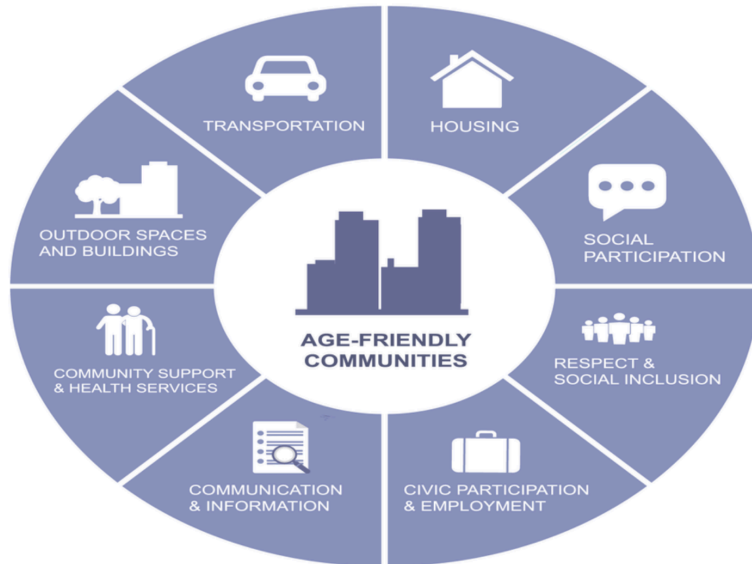 TRANSPORTATION
HOUSING
OUTDOOR SPACES
AND BUILDINGS
SOCIAL
PARTICIPATION
AGE-FRIENDLY
COMMUNITIES
COMMUNITY SUPPORT
& HEALTH SERVICES
RESPECT &
SOCIAL INCLUSION
COMMUNICATION
& INFORMATION
CIVIC PARTICIPATION
& EMPLOYMENT